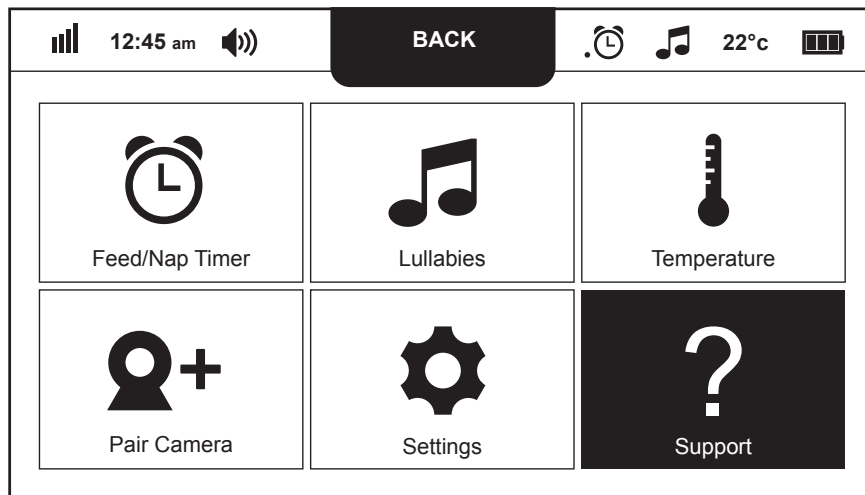 12:45 am BACK 22°c
Feed/Nap Timer Lullabies Temperature
Pair Camera Settings Support